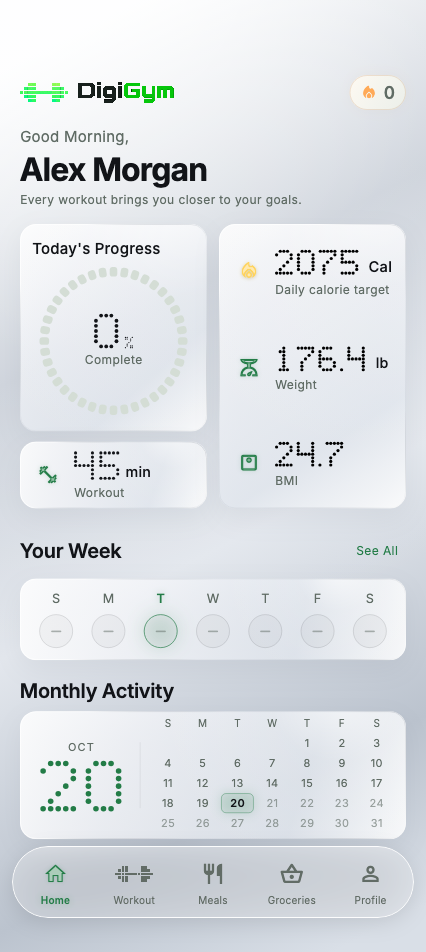 DigiGym
0
Good Morning,
Alex Morgan
Every workout brings you closer to your goals.
Today's Progress
0 %
Complete
45 min
Workout
2075 Cal
Daily calorie target
176.4 lb
Weight
24.7
BMI
Your Week
See All
S M T W T F S
Monthly Activity
OCT
20
S M T W T F S
1 2 3
4 5 6 7 8 9 10
11 12 13 14 15 16 17
18 19 20 21 22 23 24
25 26 27 28 29 30 31
Home Workout Meals Groceries Profile